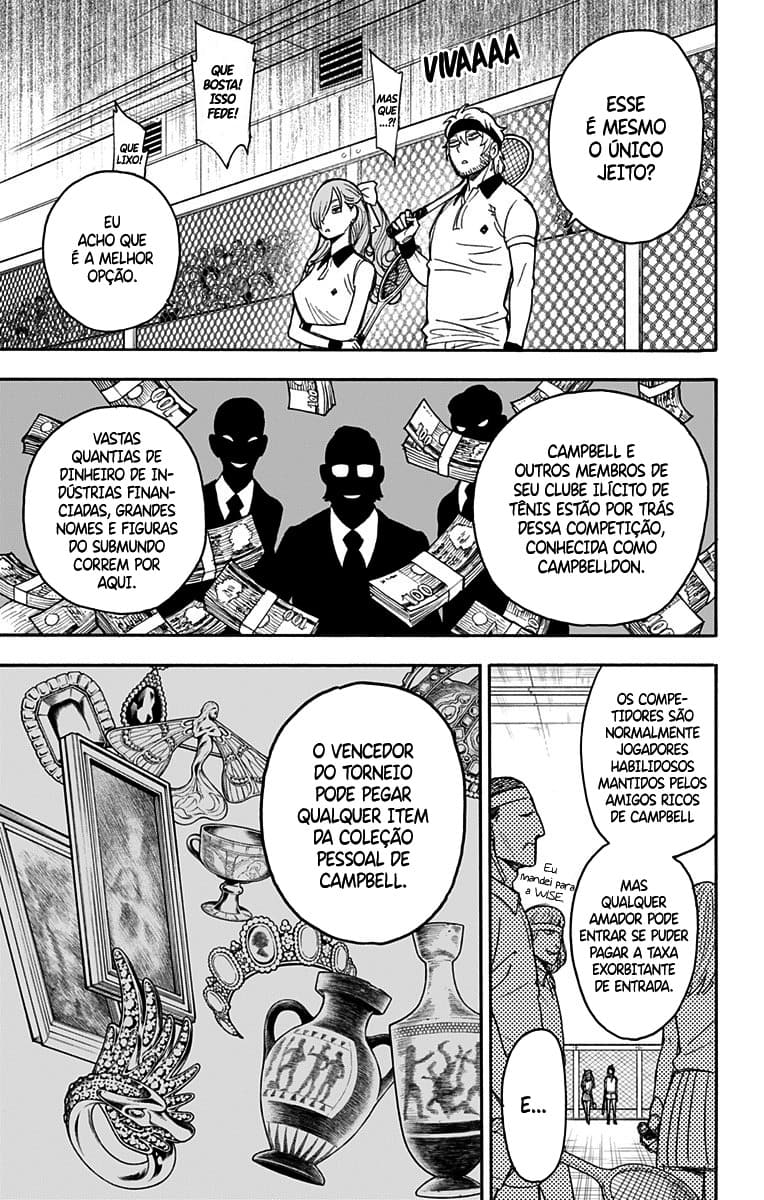 VIVAAAA
ESSE
É MESMO
O ÚNICO
JEITO?
MAS
QUE
...?!
QUE
BOSTA!
ISSO
FEDE!
QUE
LIXO!
EU
ACHO QUE
É A MELHOR
OPÇÃO.
CAMPBELL E
OUTROS MEMBROS DE
SEU CLUBE ILÍCITO DE
TÊNIS ESTÃO POR TRÁS
DESSA COMPETIÇÃO,
CONHECIDA COMO
CAMPBELLDON.
VASTAS
QUANTIAS DE
DINHEIRO DE IN-
DÚSTRIAS FINAN-
CIADAS, GRANDES
NOMES E FIGURAS
DO SUBMUNDO
CORREM POR
AQUI.
100
100
100
OS COMPE-
TIDORES SÃO
NORMALMENTE
JOGADORES
HABILIDOSOS
MANTIDOS PELOS
AMIGOS RICOS
DE CAMPBELL
Eu
mandei para
a WISE
MAS
QUALQUER
AMADOR PODE
ENTRAR SE PUDER
PAGAR A TAXA
EXORBITANTE
DE ENTRADA.
E...
O VENCEDOR
DO TORNEIO
PODE PEGAR
QUALQUER ITEM
DA COLEÇÃO
PESSOAL DE
CAMPBELL.